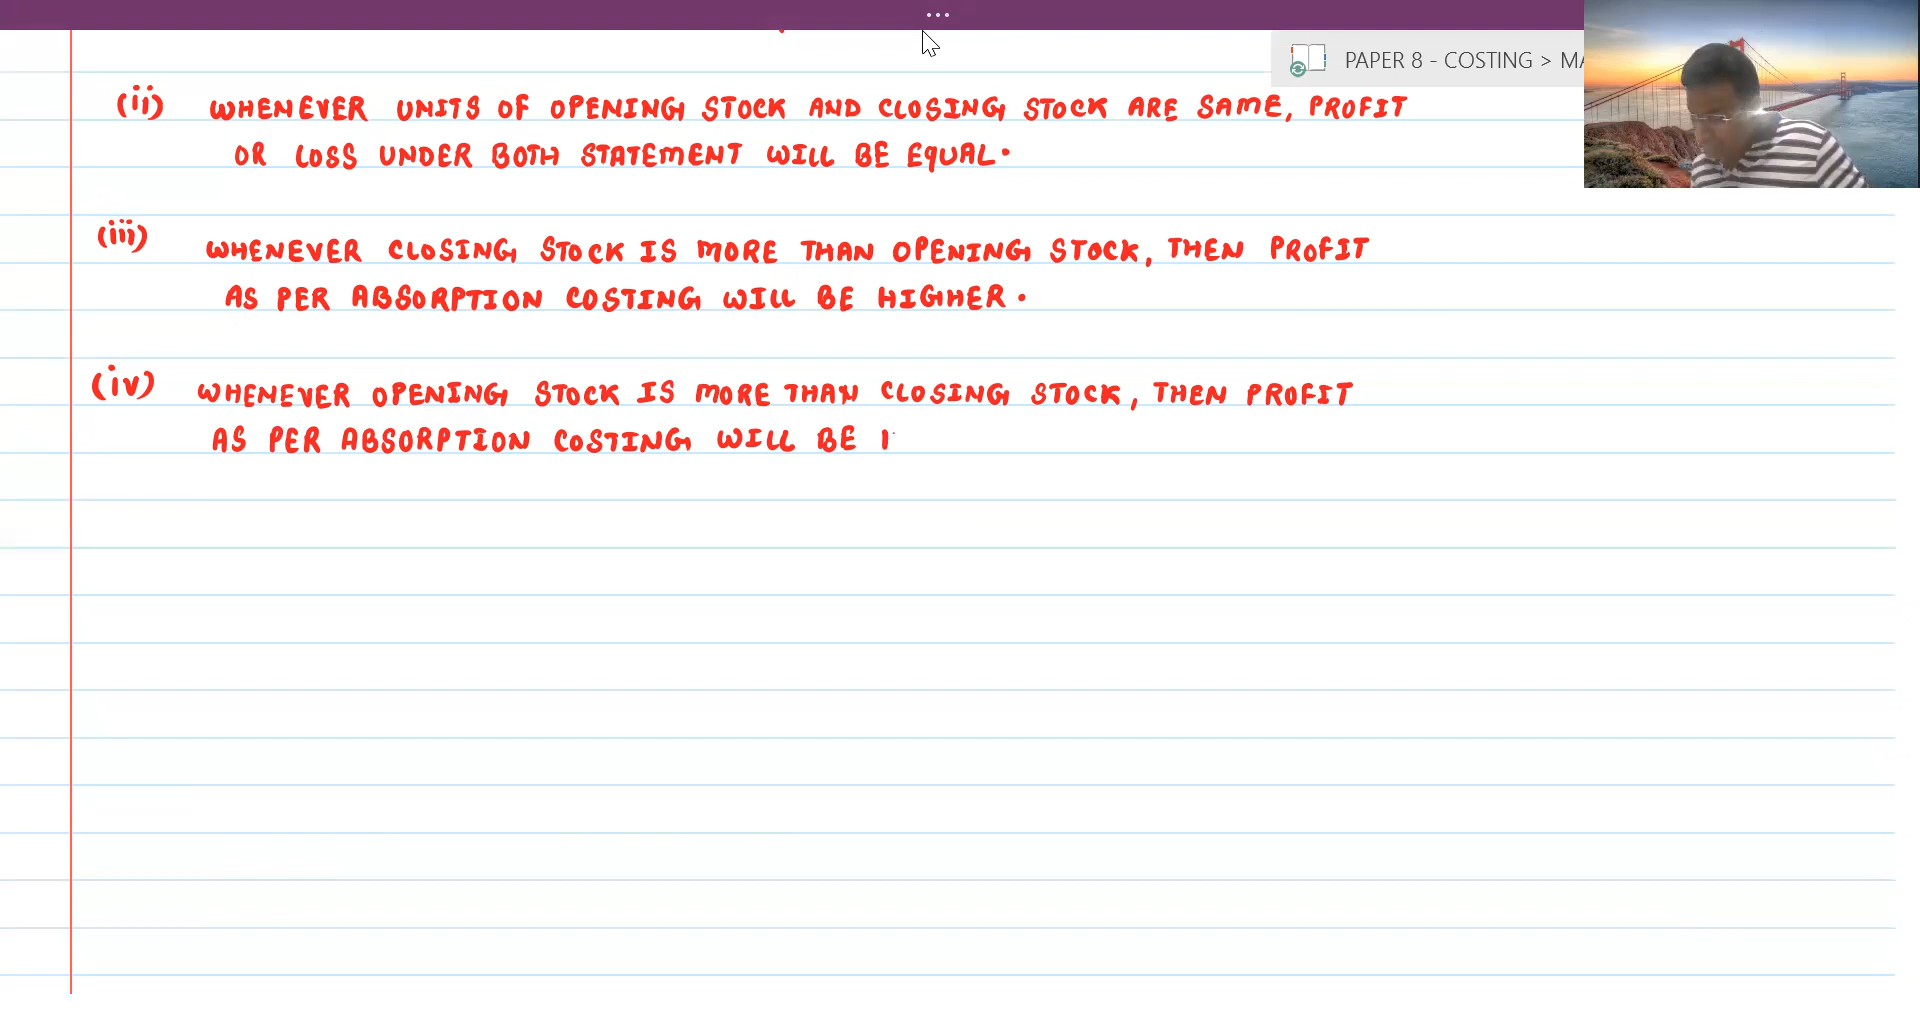 PAPER 8 - COSTING >
(ii) WHENEVER UNITS OF OPENING STOCK AND CLOSING STOCK ARE SAME, PROFIT
OR LOSS UNDER BOTH STATEMENT WILL BE EQUAL.
(iii) WHENEVER CLOSING STOCK IS MORE THAN OPENING STOCK, THEN PROFIT
AS PER ABSORPTION COSTING WILL BE HIGHER.
(iv) WHENEVER OPENING STOCK IS MORE THAN CLOSING STOCK, THEN PROFIT
AS PER ABSORPTION COSTING WILL BE